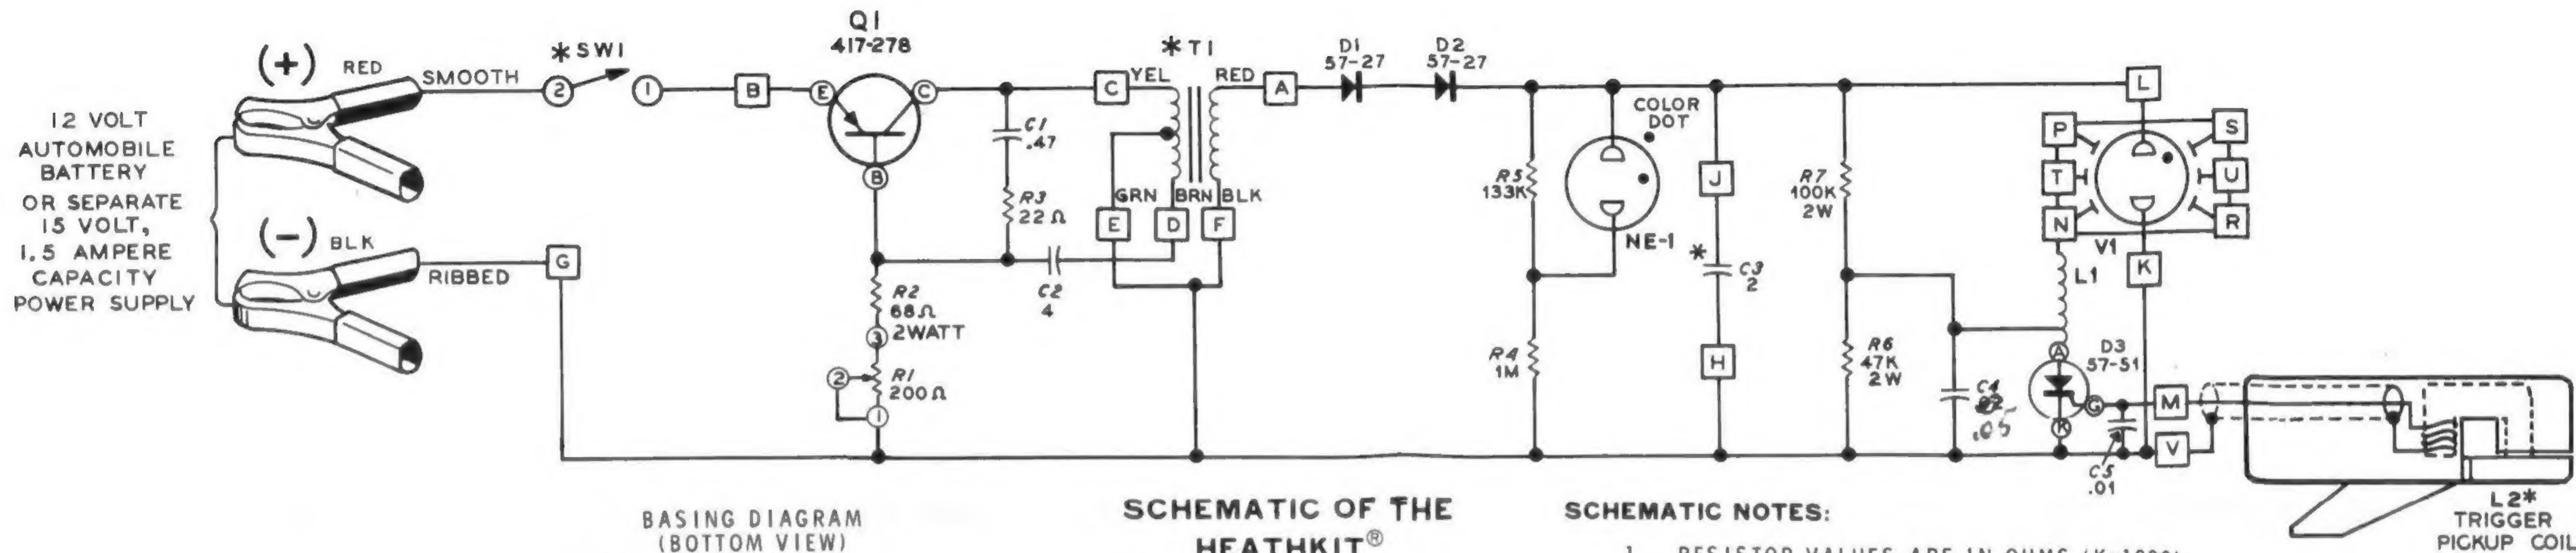 12 VOLT
AUTOMOBILE
BATTERY
OR SEPARATE
15 VOLT,
1.5 AMPERE
CAPACITY
POWER SUPPLY
(+)
RED
SMOOTH
(-)
BLK
RIBBED
* SW1
2
1
B
G
Q1
417-278
E
C
B
C1
.47
R3
22Ω
C2
4
R2
68Ω
2WATT
3
2
R1
200Ω
1
* T1
C
YEL
RED
A
GRN
BRN
BLK
E
D
F
D1
57-27
D2
57-27
R5
133K
R4
1M
COLOR
DOT
NE-1
J
*
C3
2
H
R7
100K
2W
R6
47K
2W
L
P
S
T
U
N
R
V1
K
L1
A
D3
57-51
G
K
C4
.05
C5
.01
M
V
L2*
TRIGGER
PICKUP COIL
BASING DIAGRAM
(BOTTOM VIEW)
SCHEMATIC OF THE
HEATHKIT®
SCHEMATIC NOTES: